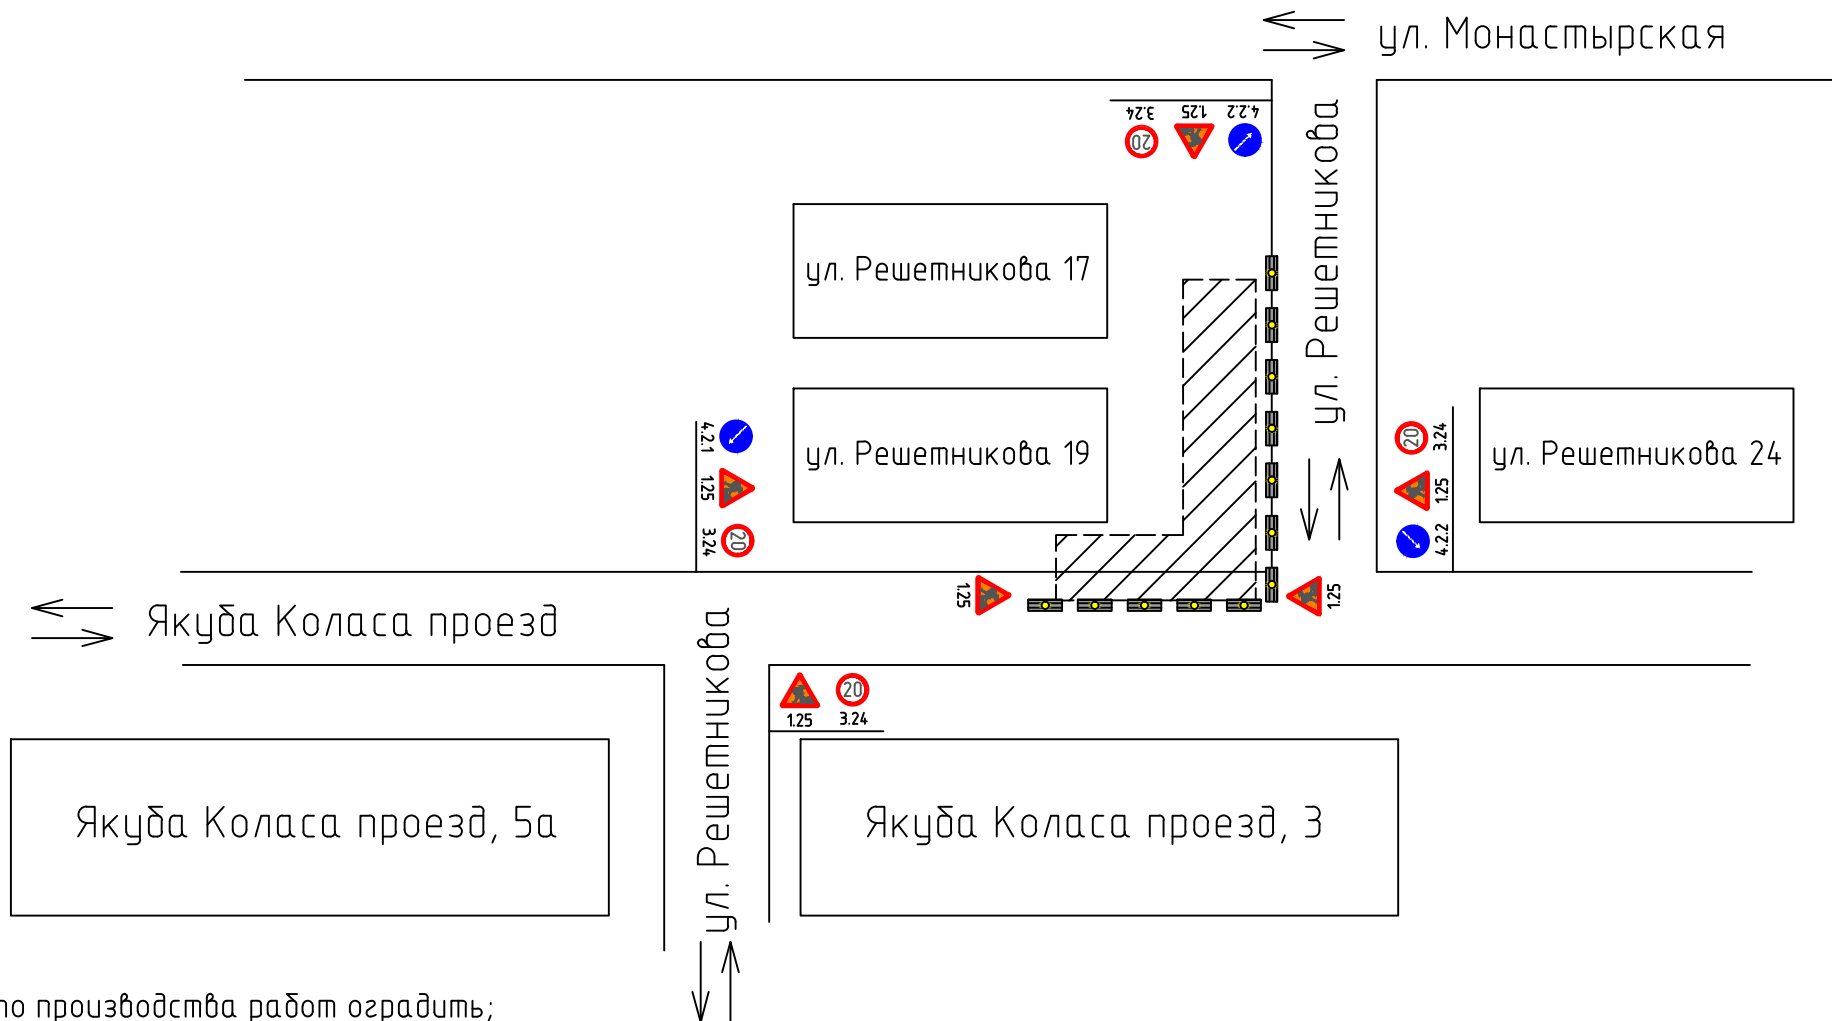 ул. Монастырская
3.24 1.25 4.2.2
20
ул. Решетникова
ул. Решетникова 17
4.2.1
1.25
3.24
20
ул. Решетникова 19
20
3.24
1.25
4.2.2
ул. Решетникова 24
1.25
1.25
Якуба Коласа проезд
ул. Решетникова
20
1.25 3.24
Якуба Коласа проезд, 5а
Якуба Коласа проезд, 3
производства работ оградить;